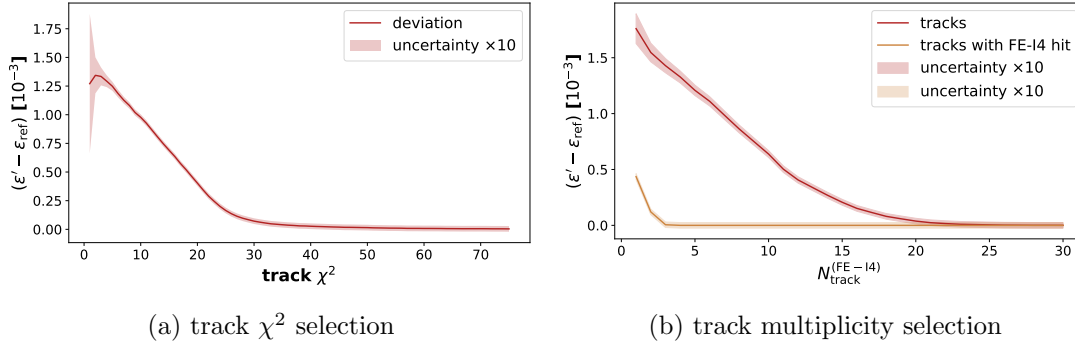 (ε′ − ε_ref) [10⁻³]
1.75
1.50
1.25
1.00
0.75
0.50
0.25
0.00
deviation
uncertainty ×10
0 10 20 30 40 50 60 70
track χ²
(a) track χ² selection
(ε′ − ε_ref) [10⁻³]
1.5
1.0
0.5
0.0
tracks
tracks with FE-I4 hit
uncertainty ×10
uncertainty ×10
0 5 10 15 20 25 30
N_track^(FE−I4)
(b) track multiplicity selection